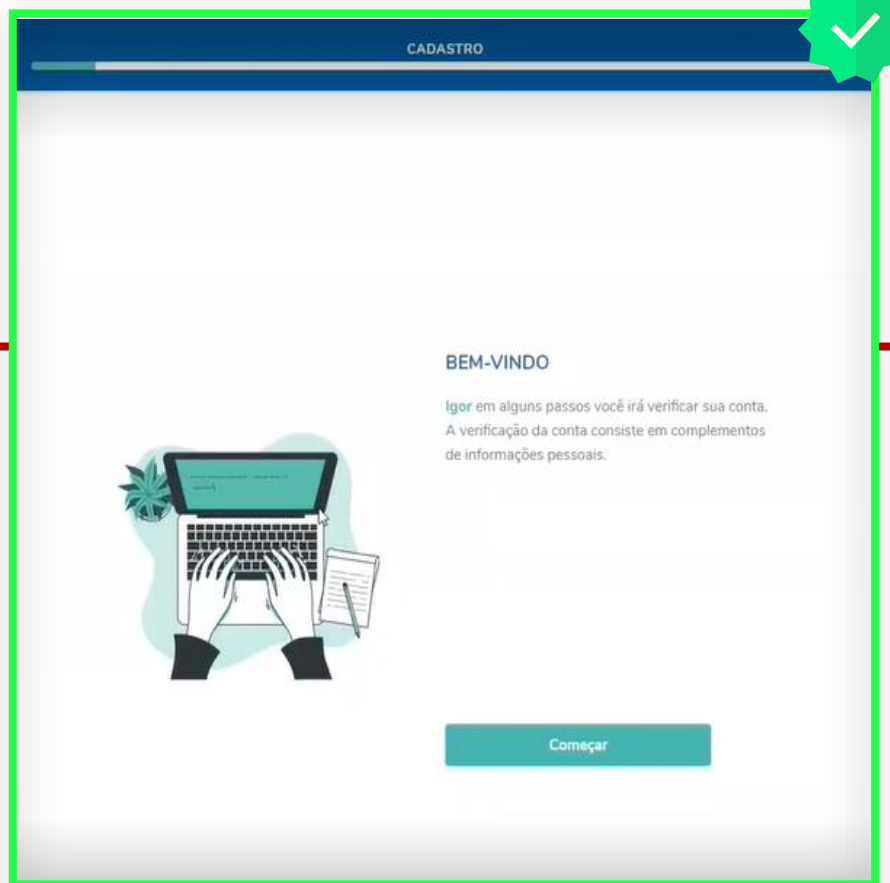 CADASTRO
BEM-VINDO
Igor em alguns passos você irá verificar sua conta.
A verificação da conta consiste em complementos
de informações pessoais.
Começar